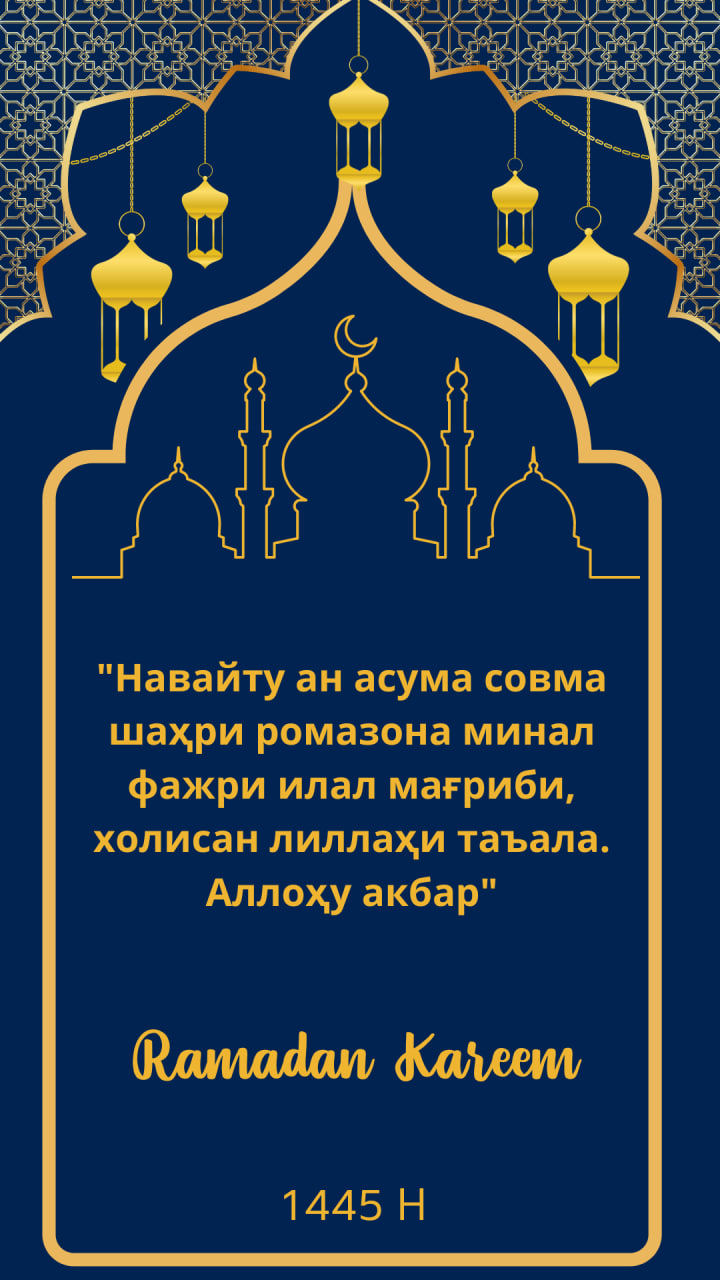 "Навайту ан асума совма
шаҳри ромазона минал
фажри илал мағриби,
холисан лиллаҳи таъала.
Аллоҳу акбар"
Ramadan Kareem
1445 H